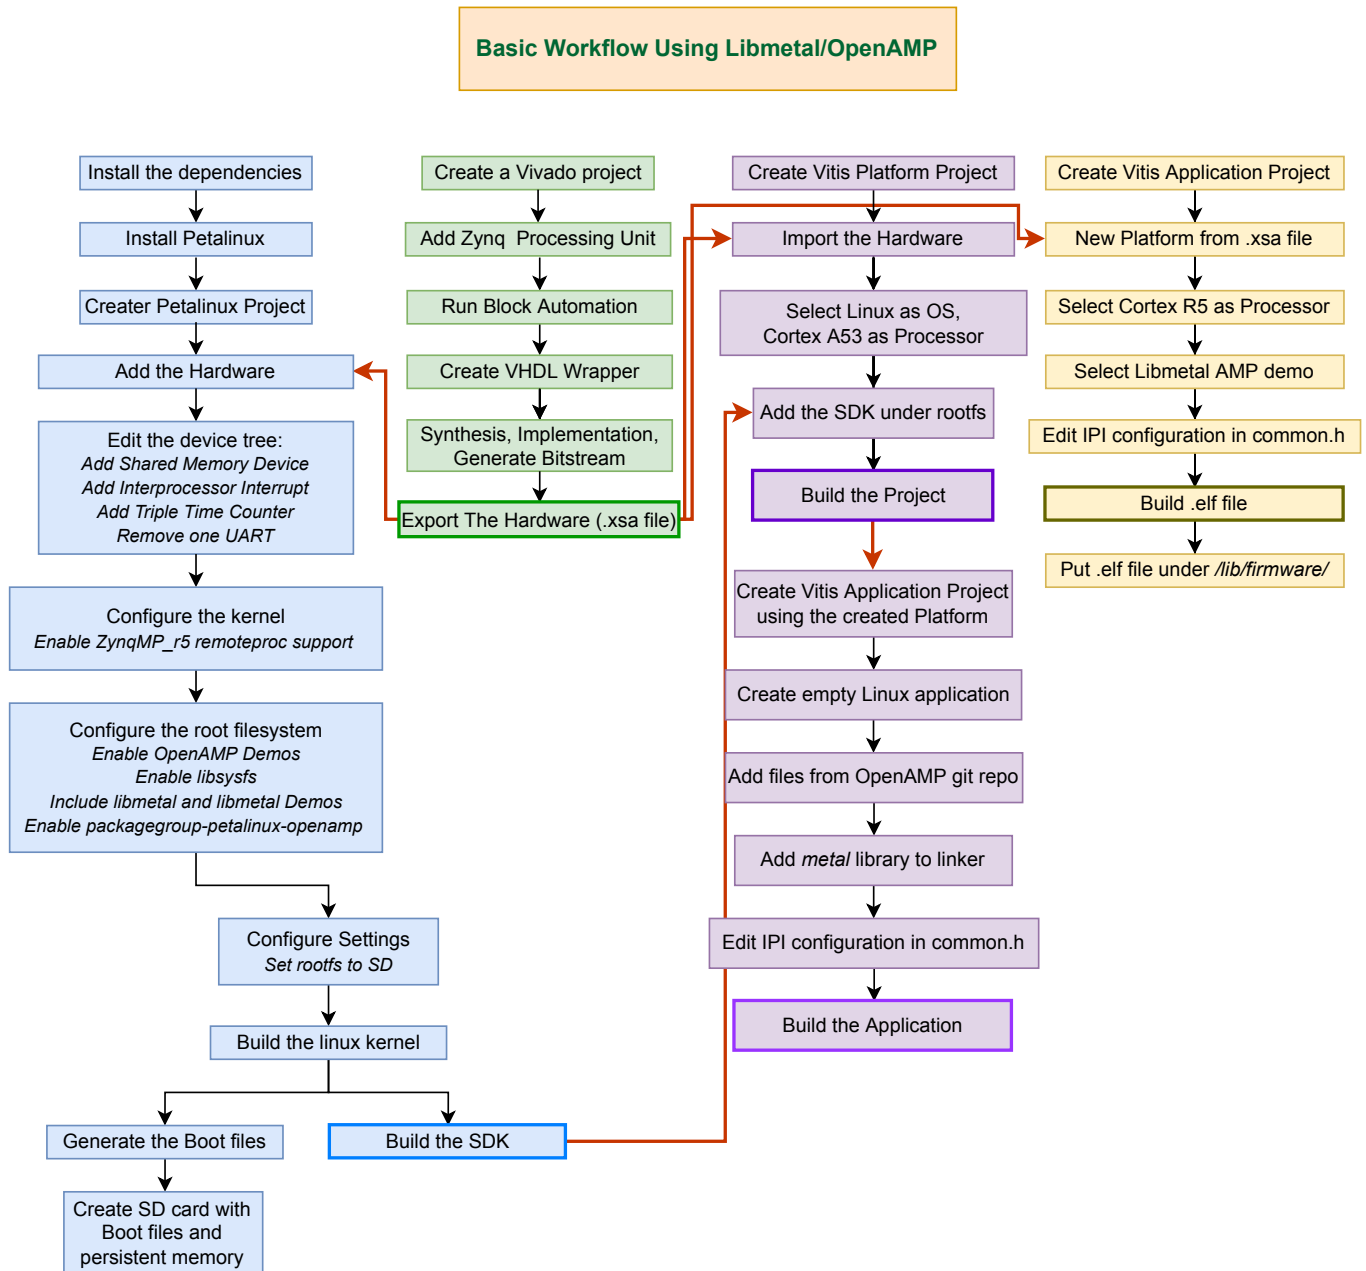 Basic Workflow Using Libmetal/OpenAMP
Install the dependencies
Install Petalinux
Creater Petalinux Project
Add the Hardware
Edit the device tree:
Add Shared Memory Device
Add Interprocessor Interrupt
Add Triple Time Counter
Remove one UART
Configure the kernel
Enable ZynqMP_r5 remoteproc support
Configure the root filesystem
Enable OpenAMP Demos
Enable libsysfs
Include libmetal and libmetal Demos
Enable packagegroup-petalinux-openamp
Configure Settings
Set rootfs to SD
Build the linux kernel
Generate the Boot files
Create SD card with
Boot files and
persistent memory
Build the SDK
Create a Vivado project
Add Zynq  Processing Unit
Run Block Automation
Create VHDL Wrapper
Synthesis, Implementation,
Generate Bitstream
Export The Hardware (.xsa file)
Create Vitis Platform Project
Import the Hardware
Select Linux as OS,
Cortex A53 as Processor
Add the SDK under rootfs
Build the Project
Create Vitis Application Project
using the created Platform
Create empty Linux application
Add files from OpenAMP git repo
Add metal library to linker
Edit IPI configuration in common.h
Build the Application
Create Vitis Application Project
New Platform from .xsa file
Select Cortex R5 as Processor
Select Libmetal AMP demo
Edit IPI configuration in common.h
Build .elf file
Put .elf file under /lib/firmware/